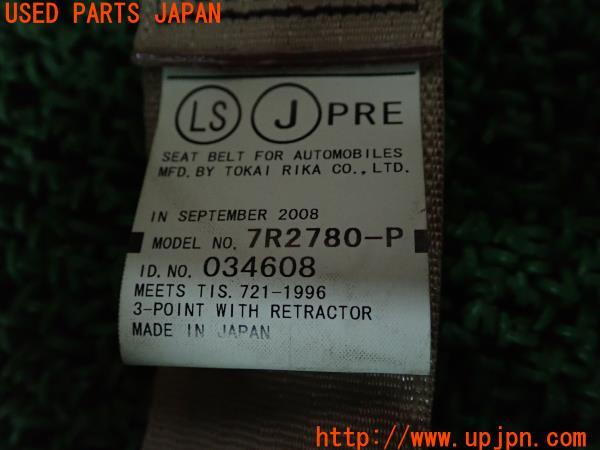 USED PARTS JAPAN
LS J PRE
SEAT BELT FOR AUTOMOBILES
MFD. BY TOKAI RIKA CO., LTD.
IN SEPTEMBER 2008
MODEL NO. 7R2780-P
ID. NO. 034608
MEETS TIS. 721-1996
3-POINT WITH RETRACTOR
MADE IN JAPAN
http://www.upjpn.com